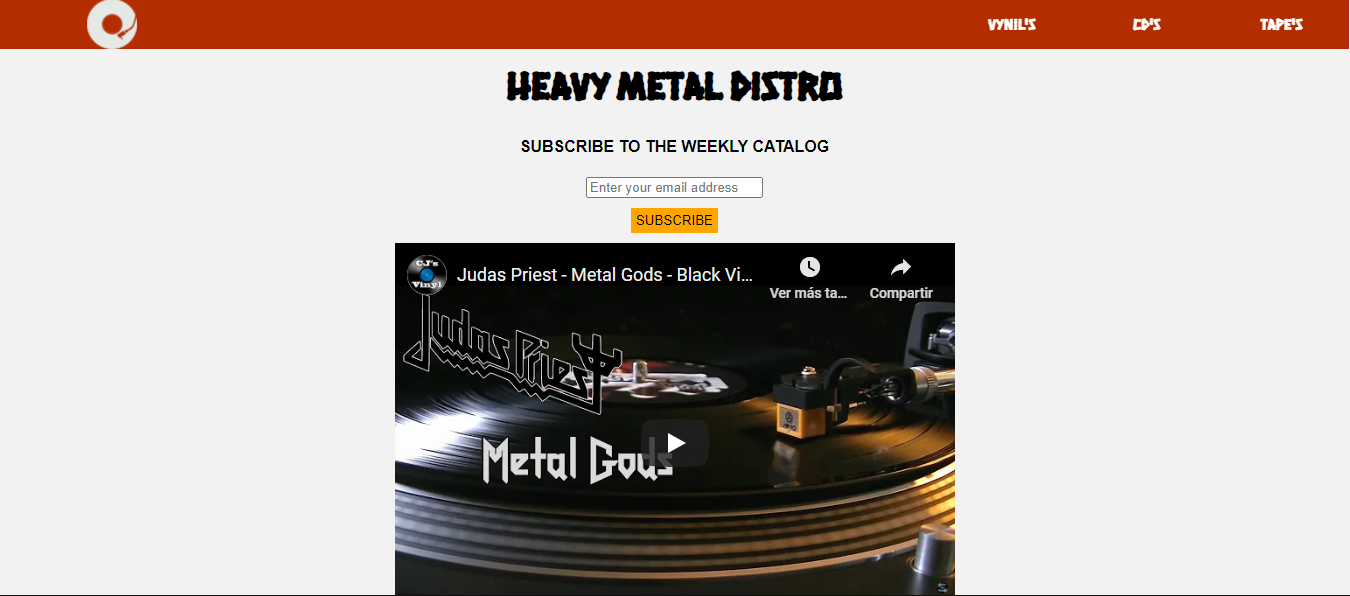 VYNIL'S
CD'S
TAPE'S
HEAVY METAL DISTRO
SUBSCRIBE TO THE WEEKLY CATALOG
Enter your email address
SUBSCRIBE
CJ's
Vinyl
Judas Priest - Metal Gods - Black Vi...
Ver más ta...
Compartir
Judas Priest
Metal Gods